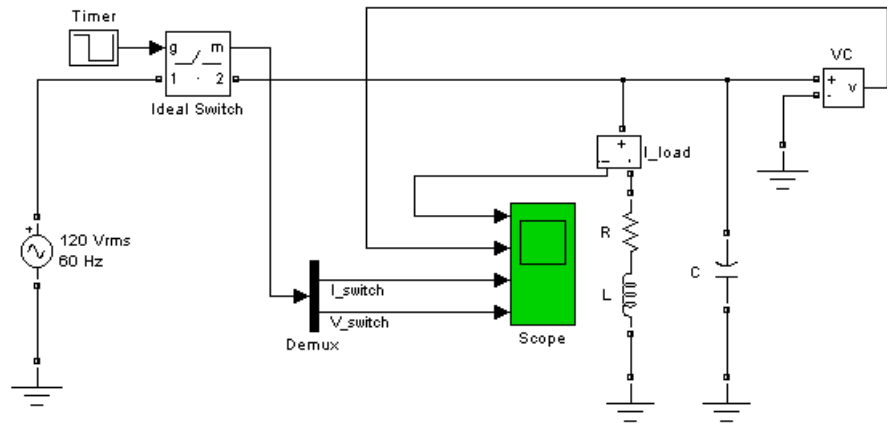 Timer
g m
1 2
Ideal Switch
VC
+
-
v
+
-
I_load
+
120 Vrms
60 Hz
R
L
C
I_switch
V_switch
Demux
Scope